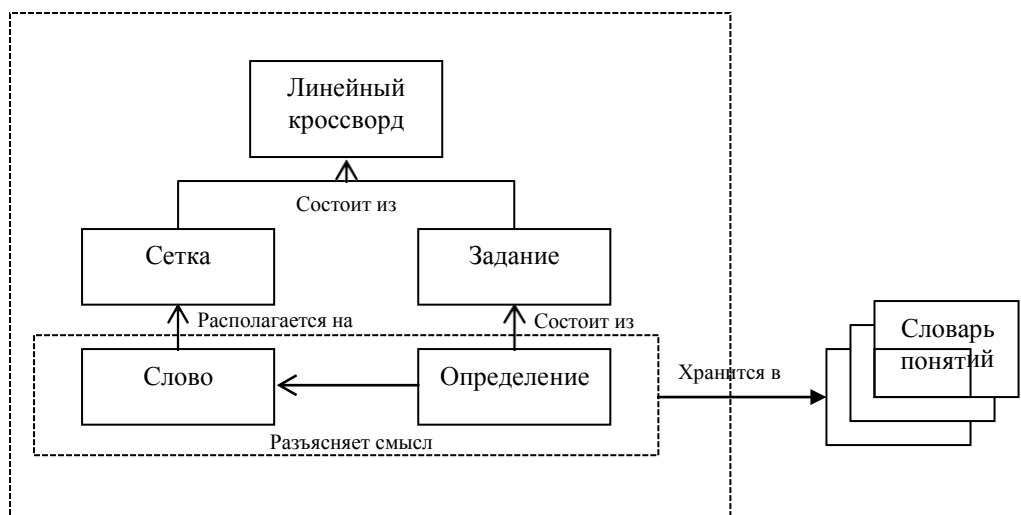 Линейный
кроссворд
Состоит из
Сетка
Задание
Располагается на
Состоит из
Словарь
понятий
Слово
Определение
Хранится в
Разъясняет смысл